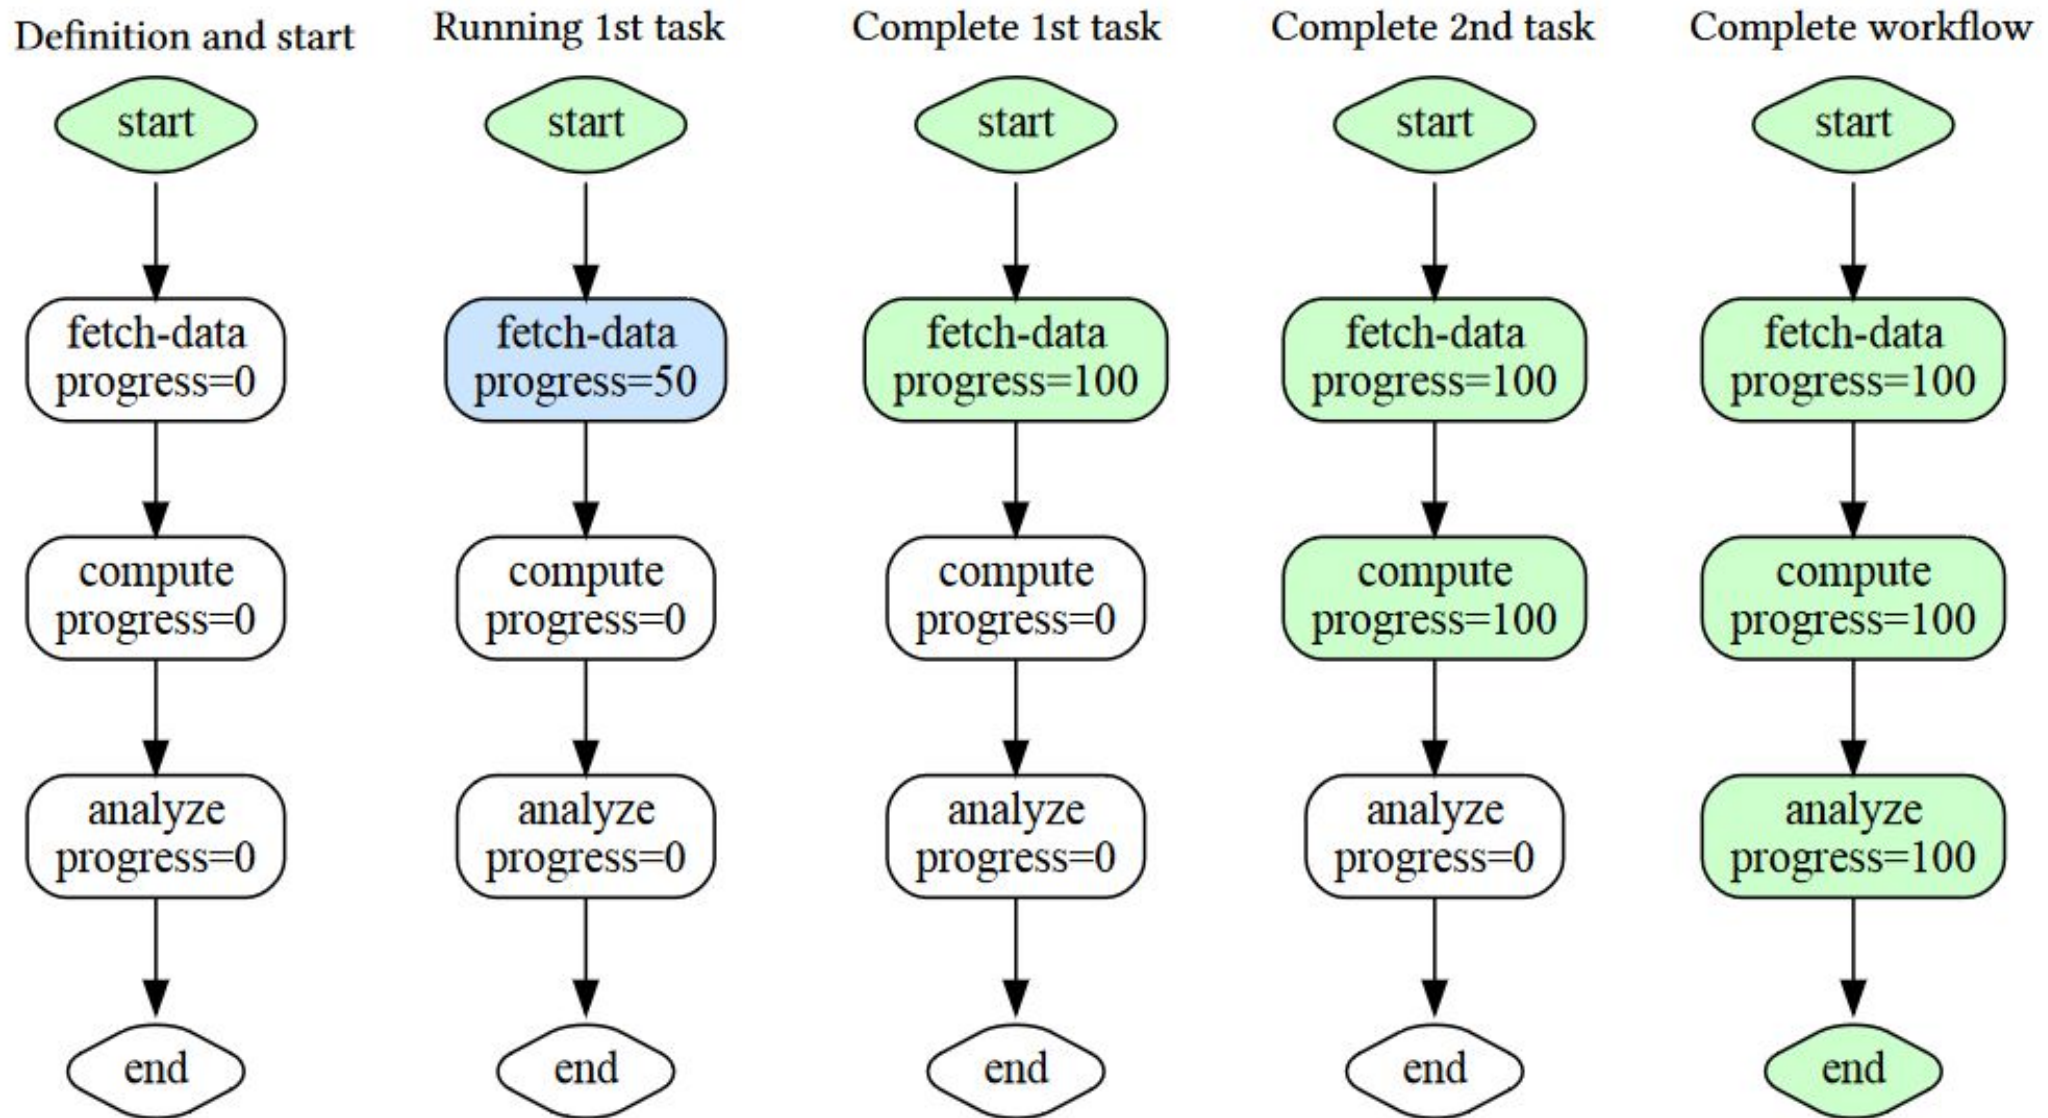 Definition and start
start
fetch-data
progress=0
compute
progress=0
analyze
progress=0
end
Running 1st task
start
fetch-data
progress=50
compute
progress=0
analyze
progress=0
end
Complete 1st task
start
fetch-data
progress=100
compute
progress=0
analyze
progress=0
end
Complete 2nd task
start
fetch-data
progress=100
compute
progress=100
analyze
progress=0
end
Complete workflow
start
fetch-data
progress=100
compute
progress=100
analyze
progress=100
end